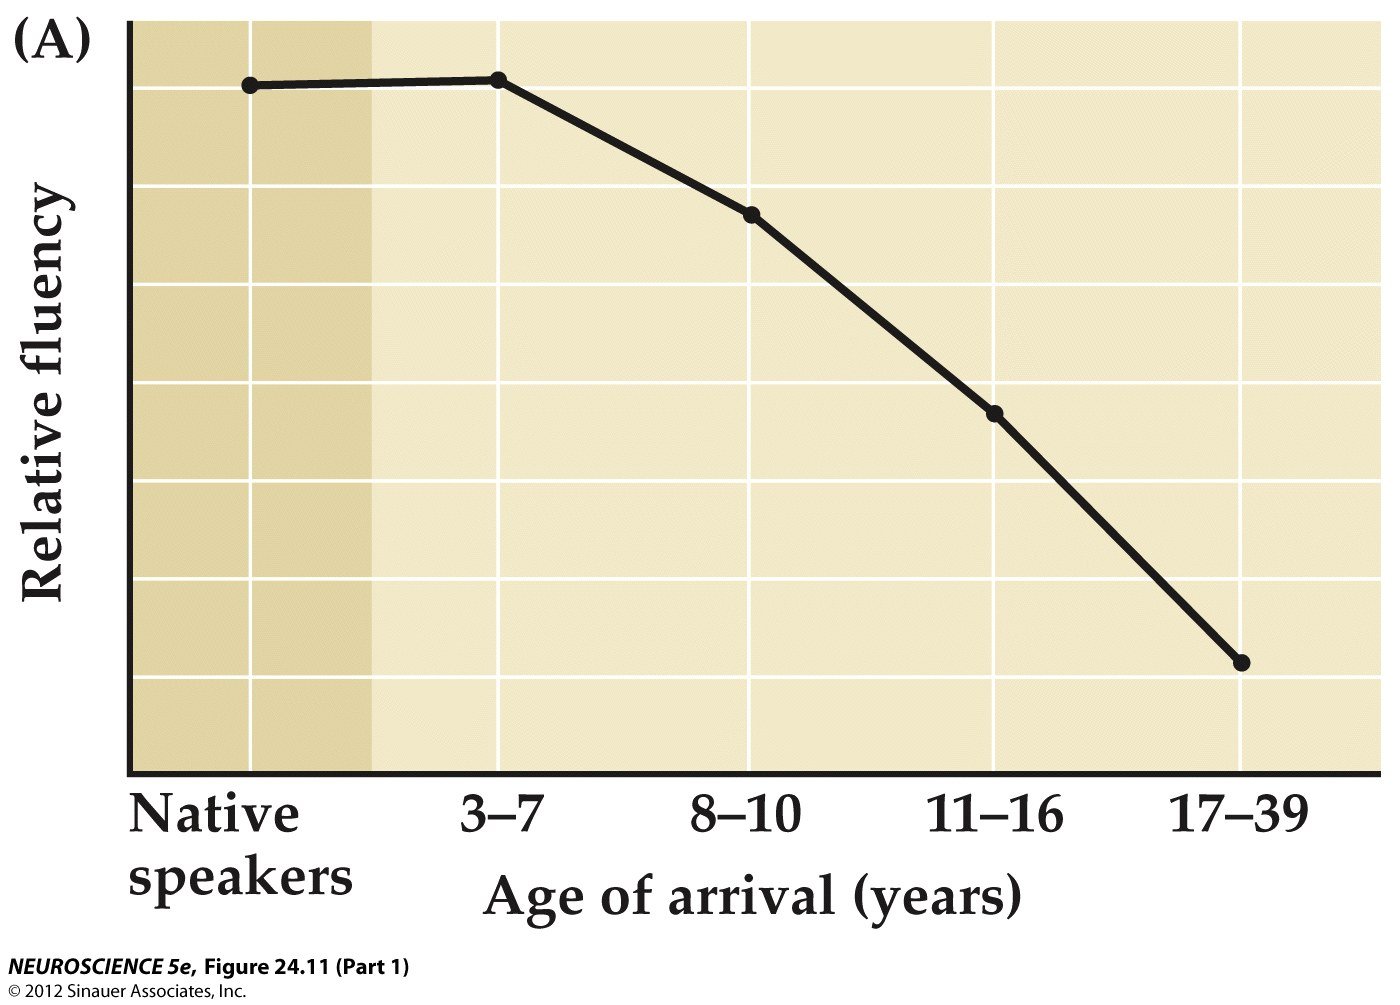 (A)
Relative fluency
Native
speakers
3–7
8–10
11–16
17–39
Age of arrival (years)
NEUROSCIENCE 5e, Figure 24.11 (Part 1)
© 2012 Sinauer Associates, Inc.